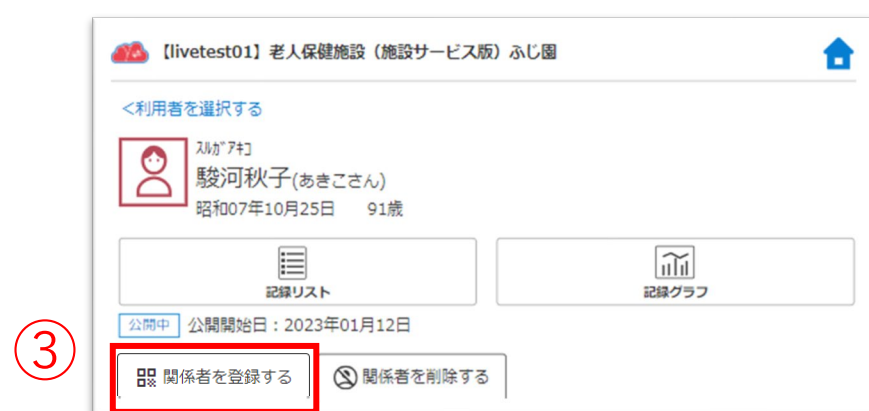 【livetest01】老人保健施設（施設サービス版）ふじ園
＜利用者を選択する
ｽﾙｶﾞｱｷｺ
駿河秋子(あきこさん)
昭和07年10月25日　91歳
記録リスト
記録グラフ
公開中 公開開始日：2023年01月12日
③
関係者を登録する
関係者を削除する